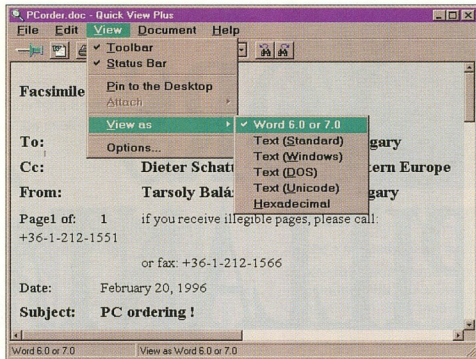 PCorder.doc - Quick View Plus
File Edit View Document Help
Toolbar
Status Bar
Pin to the Desktop
Attach
View as
Options...
Word 6.0 or 7.0
Text (Standard)
Text (Windows)
Text (DOS)
Text (Unicode)
Hexadecimal
Facsimile
To: gary
Cc: Dieter Schatt tern Europe
From: Tarsoly Balá gary
Page1 of: 1 if you receive illegible pages, please call:
+36-1-212-1551
or fax: +36-1-212-1566
Date: February 20, 1996
Subject: PC ordering !
Word 6.0 or 7.0 View as Word 6.0 or 7.0